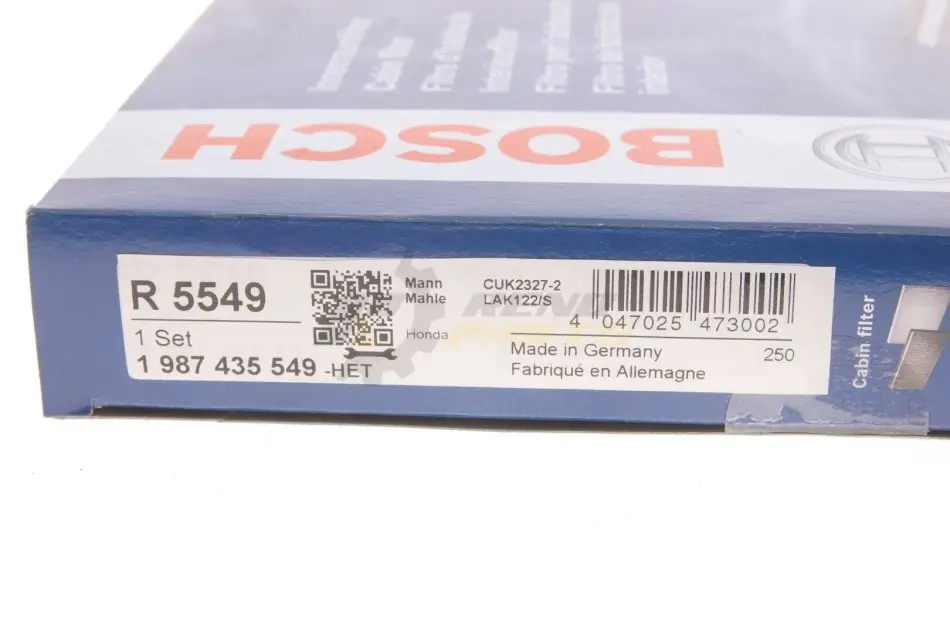 BOSCH
R 5549
1 Set
1 987 435 549 -HET
Mann CUK2327-2
Mahle LAK122/S
Honda
4 047025 473002
Made in Germany 250
Fabriqué en Allemagne
Cabin filter